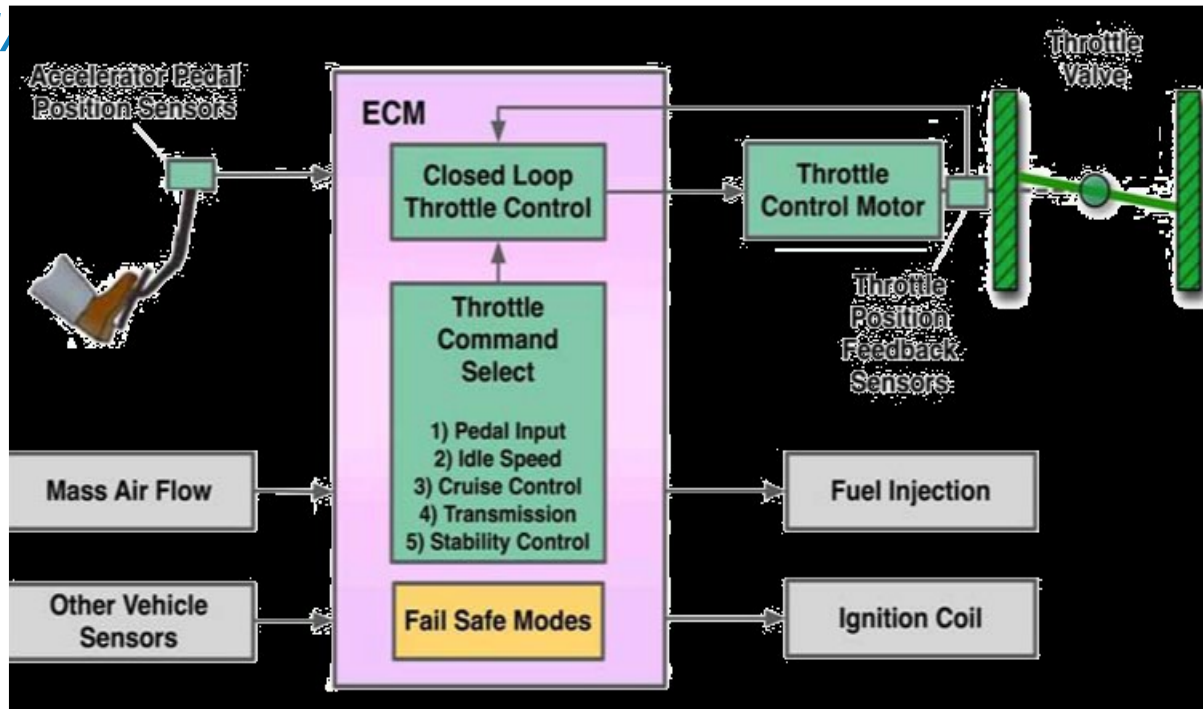 Accelerator Pedal
Position Sensors
ECM
Closed Loop
Throttle Control
Throttle
Command
Select
1) Pedal Input
2) Idle Speed
3) Cruise Control
4) Transmission
5) Stability Control
Fail Safe Modes
Mass Air Flow
Other Vehicle
Sensors
Throttle
Control Motor
Throttle
Valve
Throttle
Position
Feedback
Sensors
Fuel Injection
Ignition Coil